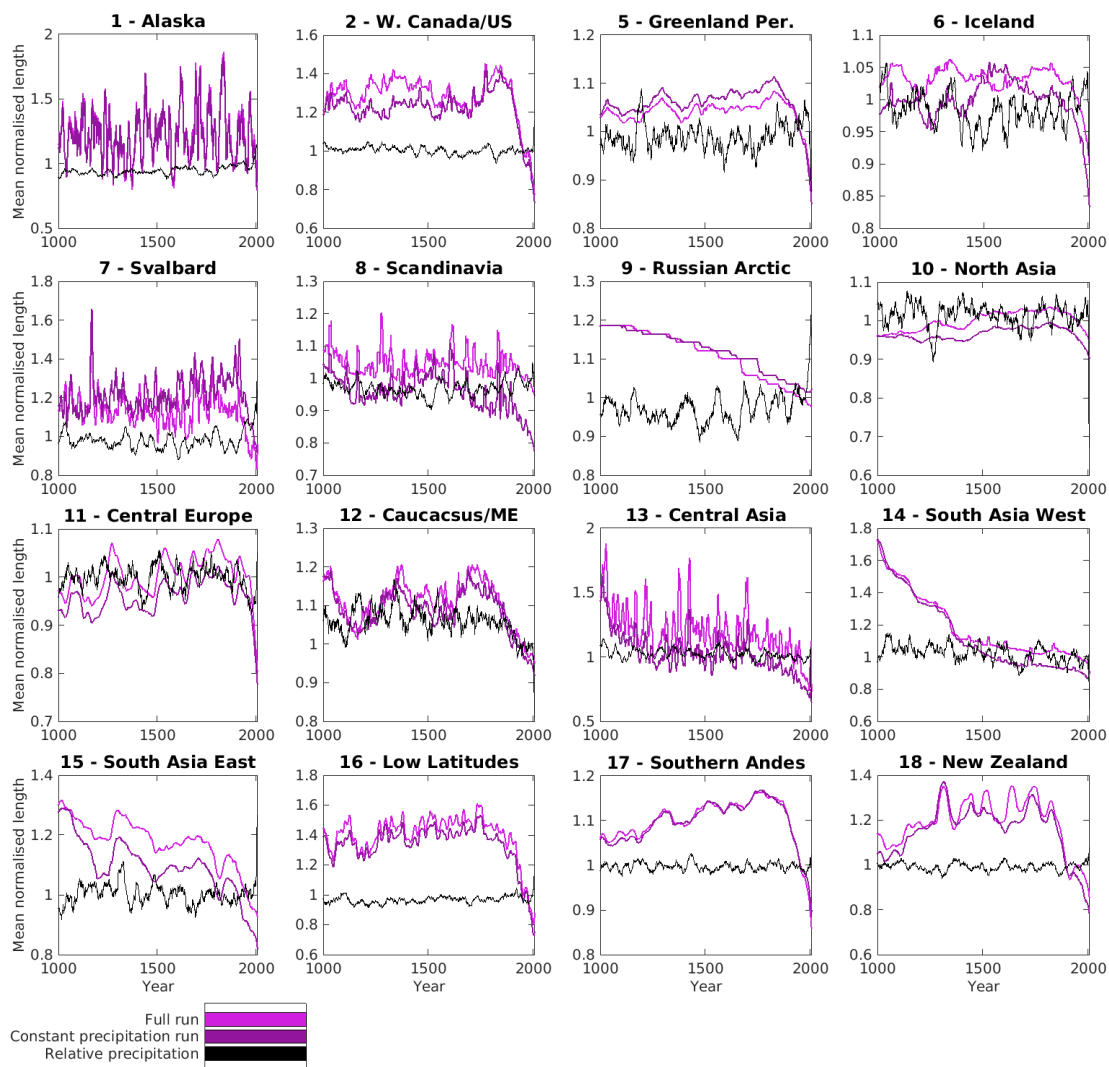 1 - Alaska
2 - W. Canada/US
5 - Greenland Per.
6 - Iceland
Mean normalised length
2
1.5
1
0.5
1000 1500 2000
1.6
1.4
1.2
1
0.8
0.6
1000 1500 2000
1.2
1.1
1
0.9
0.8
1000 1500 2000
1.1
1.05
1
0.95
0.9
0.85
0.8
1000 1500 2000
7 - Svalbard
8 - Scandinavia
9 - Russian Arctic
10 - North Asia
Mean normalised length
1.8
1.6
1.4
1.2
1
0.8
1000 1500 2000
1.3
1.2
1.1
1
0.9
0.8
0.7
1000 1500 2000
1.3
1.2
1.1
1
0.9
0.8
1000 1500 2000
1.1
1
0.9
0.8
0.7
0.6
1000 1500 2000
11 - Central Europe
12 - Caucacsus/ME
13 - Central Asia
14 - South Asia West
Mean normalised length
1.1
1
0.9
0.8
0.7
1000 1500 2000
1.3
1.2
1.1
1
0.9
0.8
1000 1500 2000
2
1.5
1
0.5
1000 1500 2000
1.8
1.6
1.4
1.2
1
0.8
0.6
1000 1500 2000
15 - South Asia East
16 - Low Latitudes
17 - Southern Andes
18 - New Zealand
Mean normalised length
1.4
1.2
1
0.8
1000 1500 2000
Year
1.8
1.6
1.4
1.2
1
0.8
0.6
1000 1500 2000
Year
1.2
1.1
1
0.9
0.8
1000 1500 2000
Year
1.4
1.2
1
0.8
0.6
1000 1500 2000
Year
Full run
Constant precipitation run
Relative precipitation